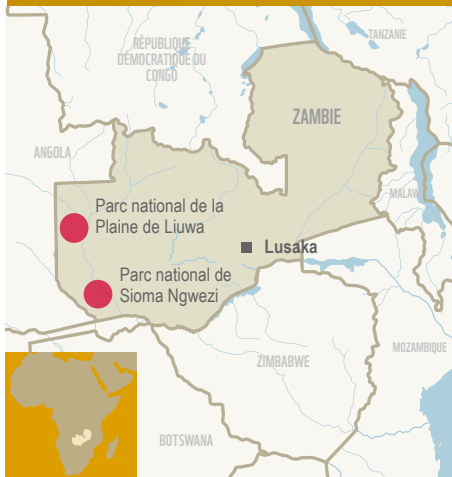 TANZANIE
RÉPUBLIQUE
DÉMOCRATIQUE DU
CONGO
ZAMBIE
ANGOLA
MALAWI
Parc national de la
Plaine de Liuwa
Lusaka
Parc national de
Sioma Ngwezi
MOZAMBIQUE
ZIMBABWE
BOTSWANA